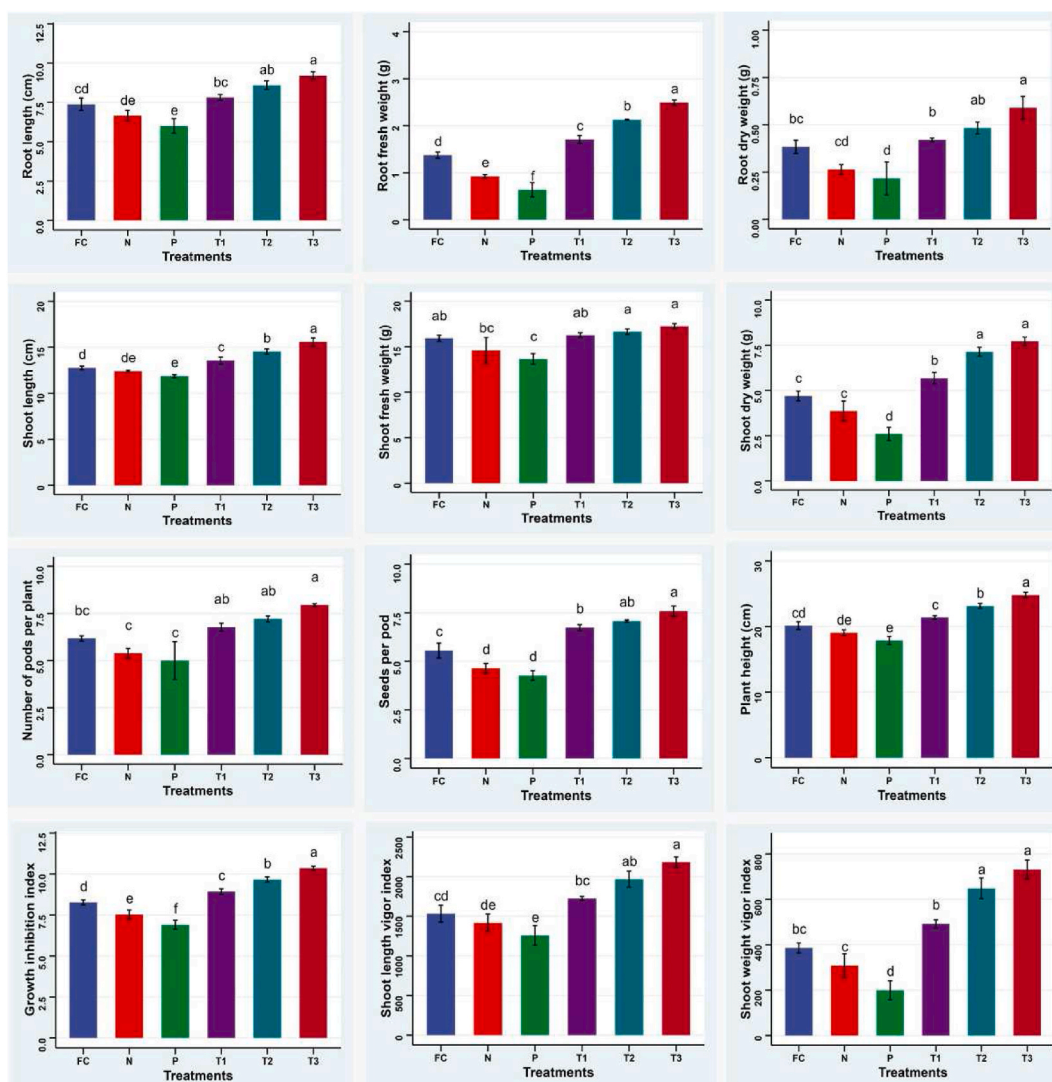 Root length (cm)
12.5
10.0
7.5
5.0
2.5
0.0
cd de e bc ab a
FC N P T1 T2 T3
Treatments
Root fresh weight (g)
4
3
2
1
0
d e f c b a
FC N P T1 T2 T3
Treatments
Root dry weight (g)
1.00
0.75
0.50
0.25
0.00
bc cd d b ab a
FC N P T1 T2 T3
Treatments
Shoot length (cm)
20
15
10
5
0
d de e c b a
FC N P T1 T2 T3
Treatments
Shoot fresh weight (g)
20
15
10
5
0
ab bc c ab a a
FC N P T1 T2 T3
Treatments
Shoot dry weight (g)
10.0
7.5
5.0
2.5
0.0
c c d b a a
FC N P T1 T2 T3
Treatments
Number of pods per plant
10.0
7.5
5.0
2.5
0.0
bc c c ab ab a
FC N P T1 T2 T3
Treatments
Seeds per pod
10.0
7.5
5.0
2.5
0.0
c d d b ab a
FC N P T1 T2 T3
Treatments
Plant height (cm)
30
20
10
0
cd de e c b a
FC N P T1 T2 T3
Treatments
Growth inhibition index
12.5
10.0
7.5
5.0
2.5
0.0
d e f c b a
FC N P T1 T2 T3
Treatments
Shoot length vigor index
2500
2000
1500
1000
500
0
cd de e bc ab a
FC N P T1 T2 T3
Treatments
Shoot weight vigor index
800
600
400
200
0
bc c d b a a
FC N P T1 T2 T3
Treatments